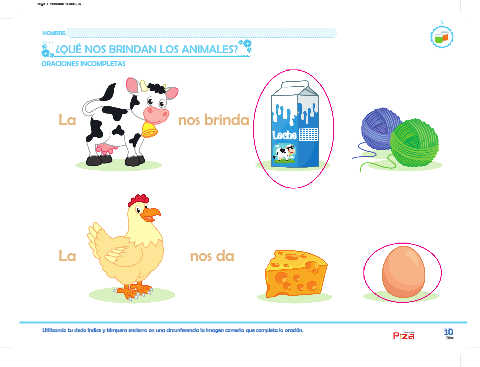 NOMBRE:
¿QUÉ NOS BRINDAN LOS ANIMALES?
ORACIONES INCOMPLETAS
La nos brinda
Leche
La nos da
Utilizando tu dedo índice y témpera encierra en una circunferencia la imagen correcta que completa la oración.
Pizã
10